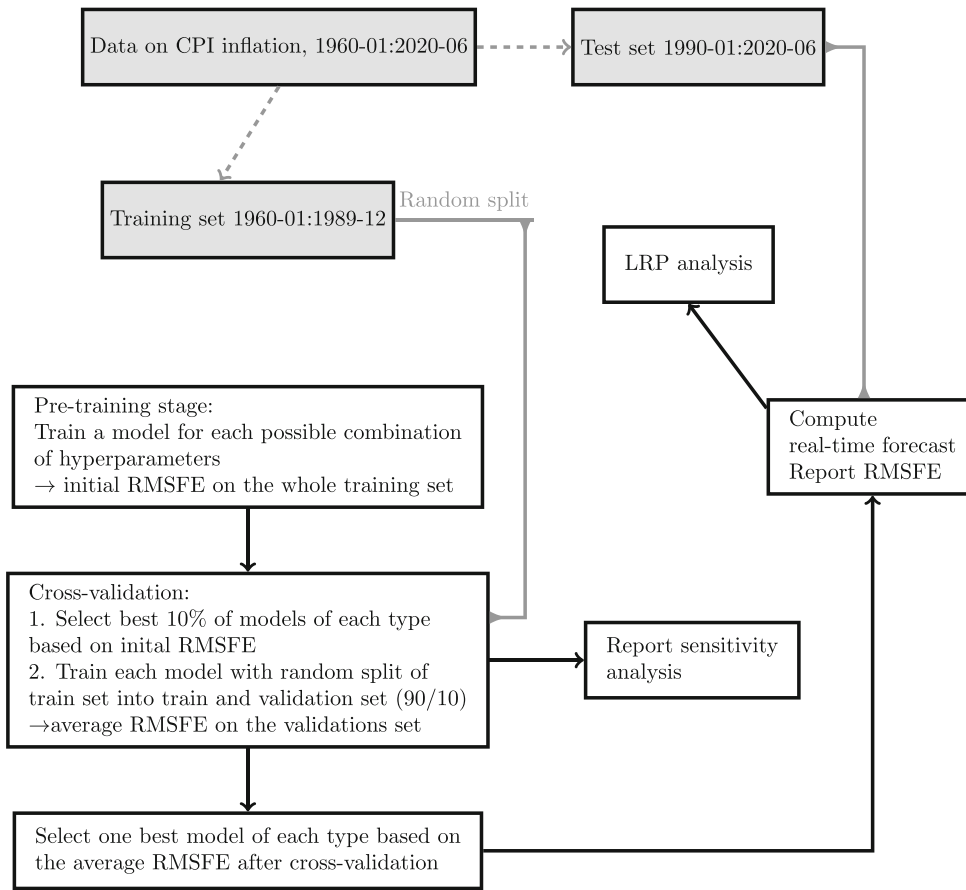 Data on CPI inflation, 1960-01:2020-06
Test set 1990-01:2020-06
Training set 1960-01:1989-12
Random split
LRP analysis
Pre-training stage:
Train a model for each possible combination
of hyperparameters
→ initial RMSFE on the whole training set
Compute
real-time forecast
Report RMSFE
Cross-validation:
1. Select best 10% of models of each type
based on inital RMSFE
2. Train each model with random split of
train set into train and validation set (90/10)
→average RMSFE on the validations set
Report sensitivity
analysis
Select one best model of each type based on
the average RMSFE after cross-validation